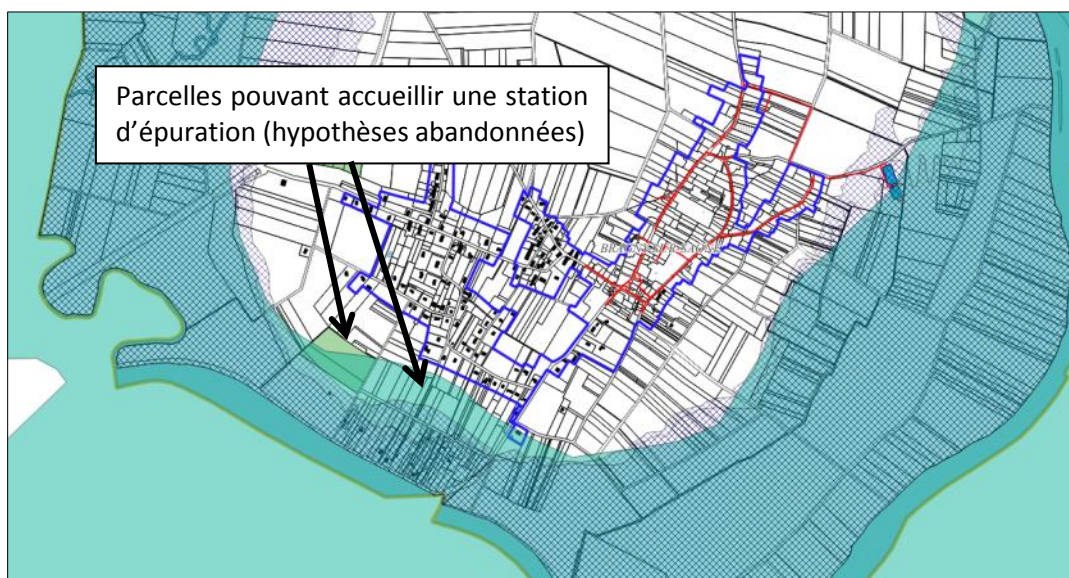 Parcelles pouvant accueillir une station
d’épuration (hypothèses abandonnées)